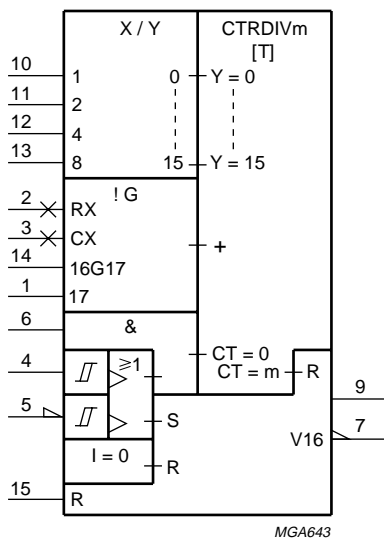 X / Y
CTRDIVm
[T]
10 1 0 Y = 0
11 2
12 4
13 8 15 Y = 15
! G
2 RX
3 CX
+
14 16G17
1 17
6 &
CT = 0
4 ≥1 CT = m R
9
5 S
V16 7
I = 0
R
15 R
MGA643